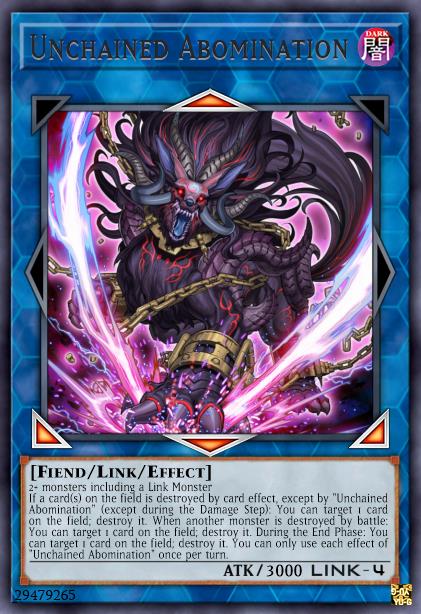 Unchained Abomination
DARK
闇
[Fiend/Link/Effect]
2+ monsters including a Link Monster
If a card(s) on the field is destroyed by card effect, except by "Unchained
Abomination" (except during the Damage Step): You can target 1 card
on the field; destroy it. When another monster is destroyed by battle:
You can target 1 card on the field; destroy it. During the End Phase: You
can target 1 card on the field; destroy it. You can only use each effect of
"Unchained Abomination" once per turn.
ATK/3000 LINK-4
29479265